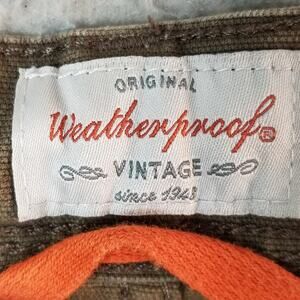 ORIGINAL
Weatherproof®
VINTAGE
since 1948